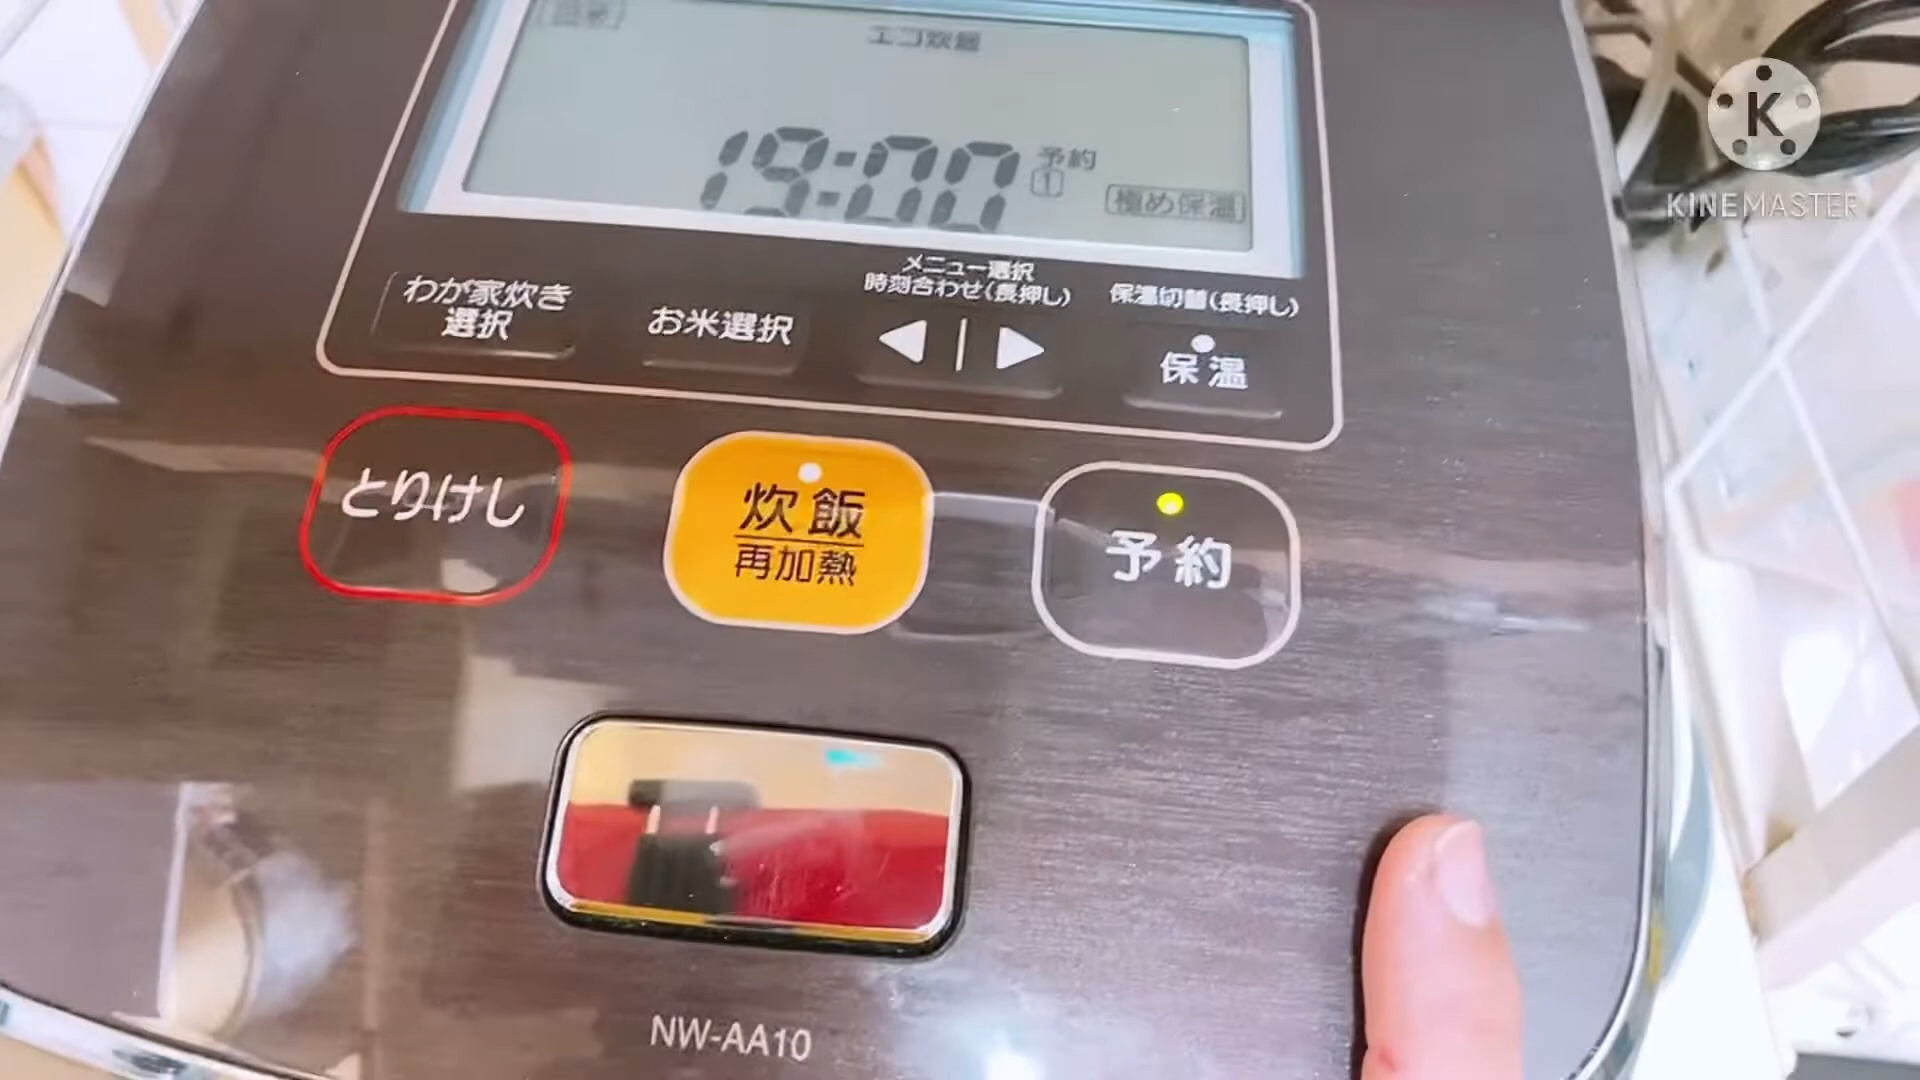 エコ炊飯
19:00
予約
1
極め保温
メニュー選択
時刻合わせ(長押し)
保温切替(長押し)
わが家炊き
選択
お米選択
保温
とりけし
炊飯
再加熱
予約
NW-AA10
K
KINEMASTER